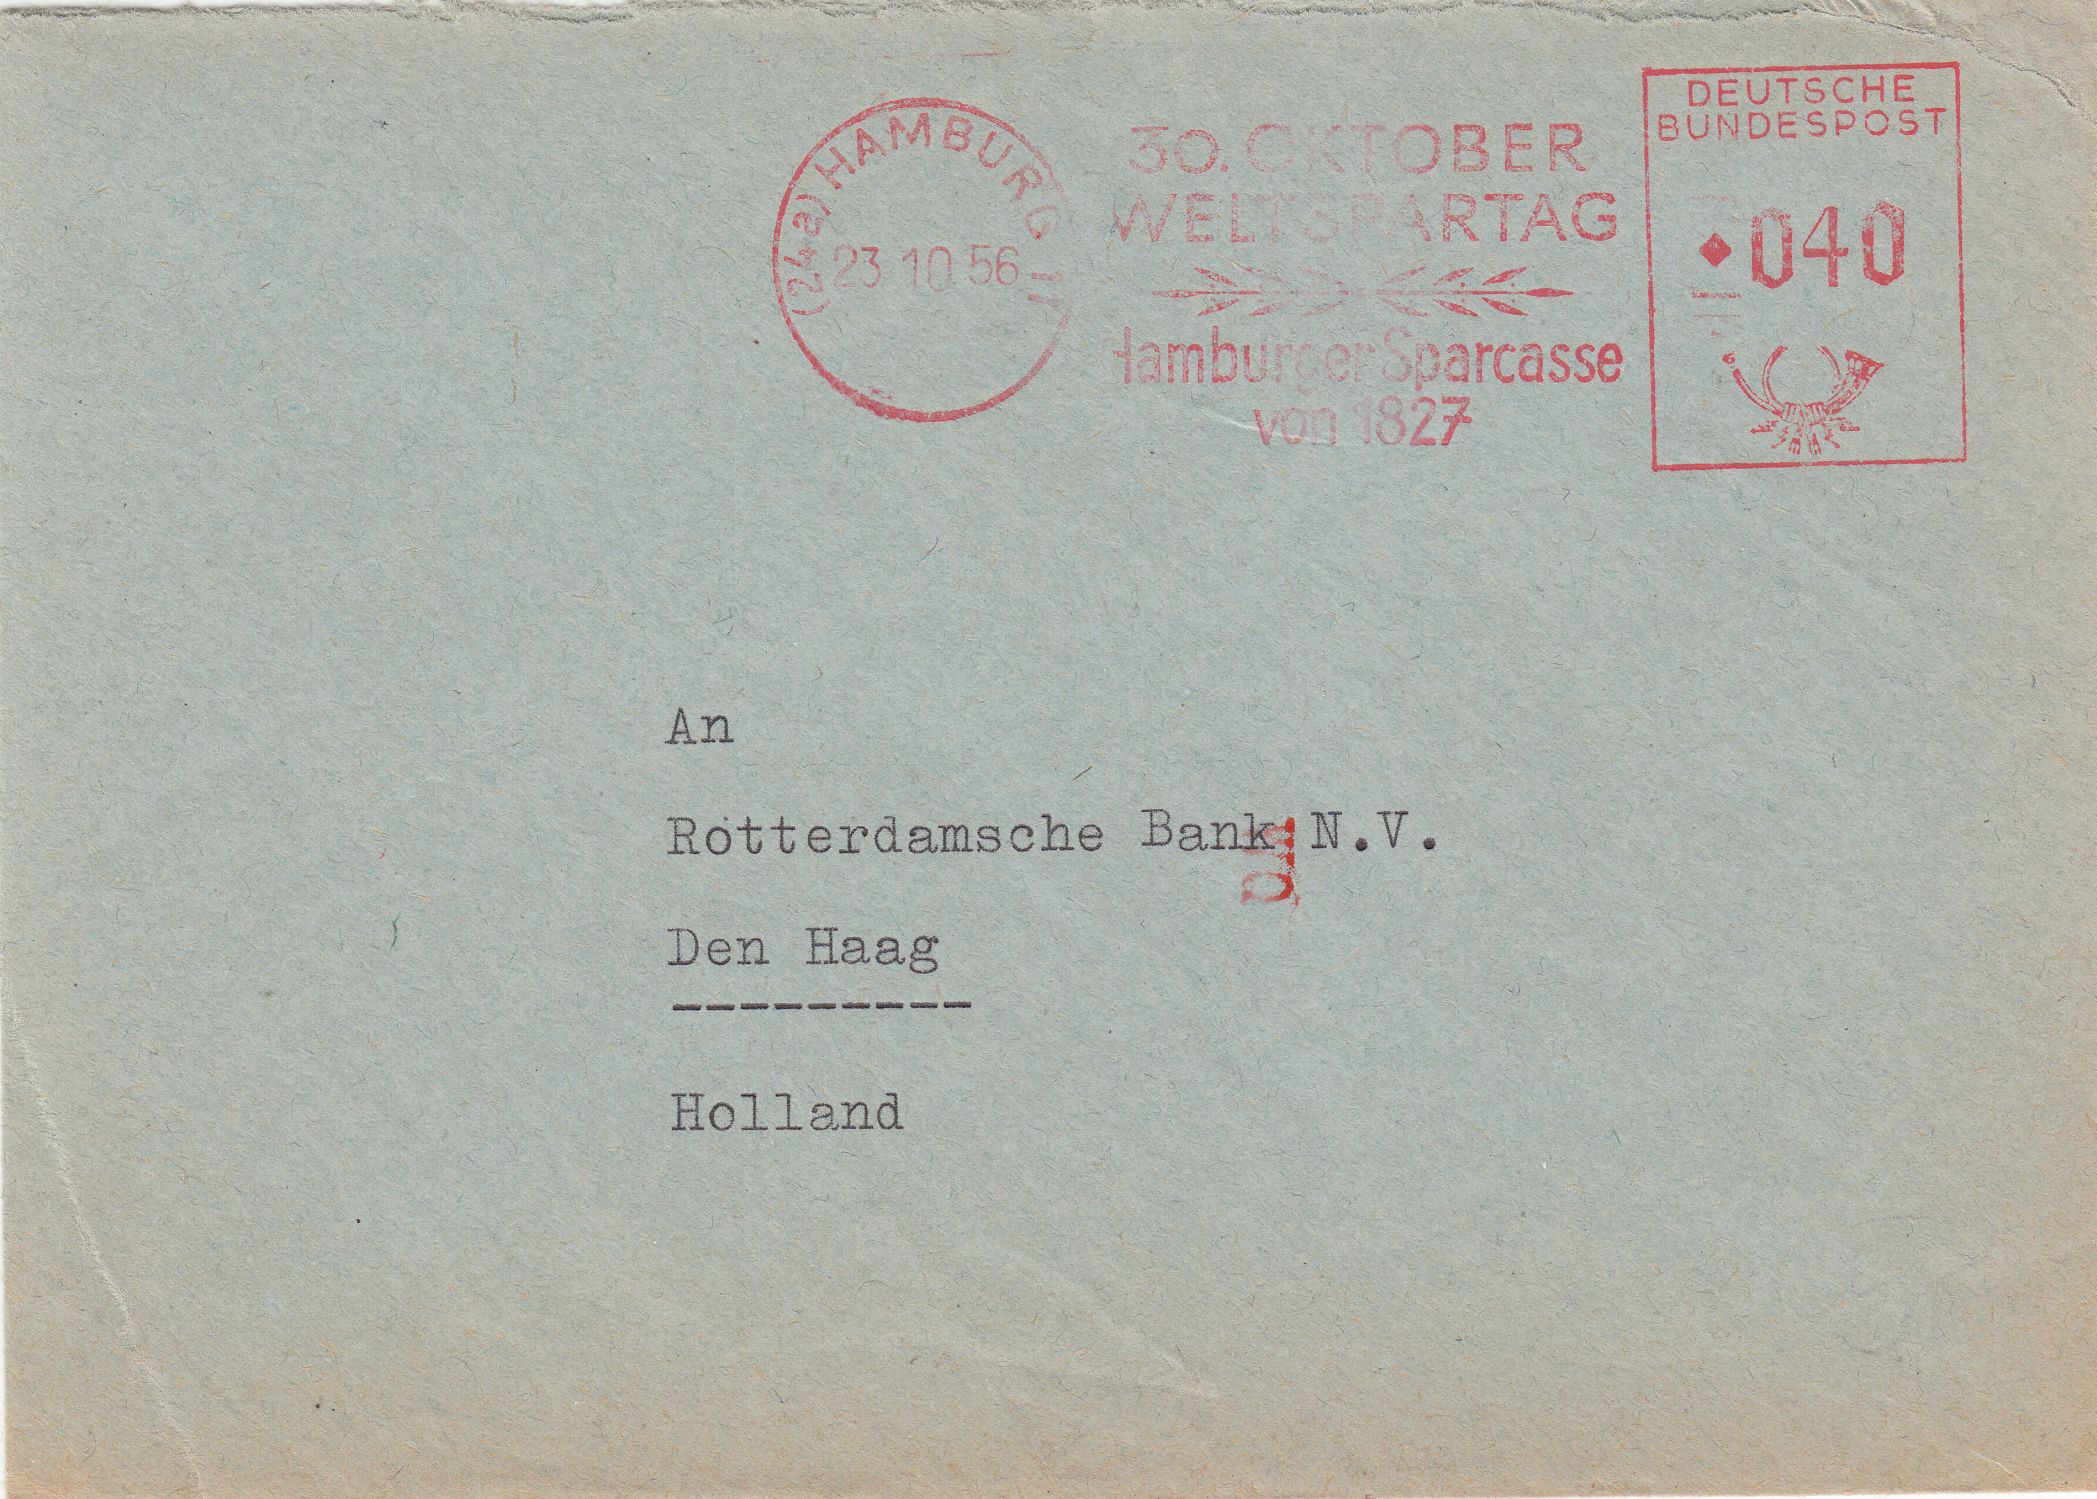 (24a) HAMBURG 11
23 10 56
30. OKTOBER
WELTSPARTAG
Hamburger Sparcasse
von 1827
DEUTSCHE
BUNDESPOST
040
An
Rotterdamsche Bank N.V.
Den Haag
---------
Holland